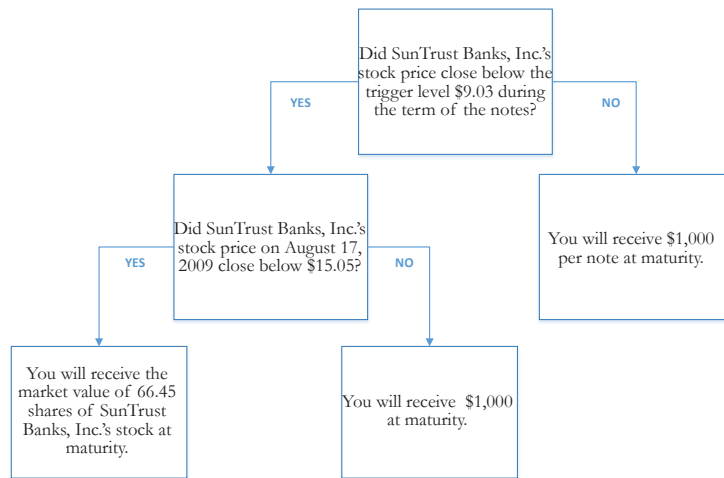 Did SunTrust Banks, Inc.'s
stock price close below the
trigger level $9.03 during
the term of the notes?
YES
NO
Did SunTrust Banks, Inc.'s
stock price on August 17,
2009 close below $15.05?
You will receive $1,000
per note at maturity.
YES
NO
You will receive the
market value of 66.45
shares of SunTrust
Banks, Inc.'s stock at
maturity.
You will receive $1,000
at maturity.